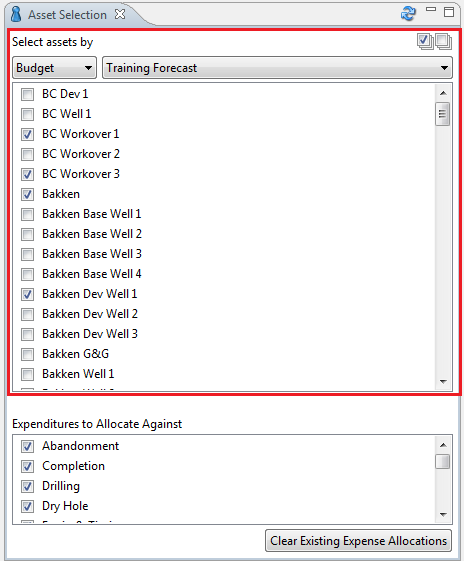 Asset Selection
Select assets by
Budget Training Forecast
BC Dev 1
BC Well 1
BC Workover 1
BC Workover 2
BC Workover 3
Bakken
Bakken Base Well 1
Bakken Base Well 2
Bakken Base Well 3
Bakken Base Well 4
Bakken Dev Well 1
Bakken Dev Well 2
Bakken Dev Well 3
Bakken G&G
Bakken Well 1
Expenditures to Allocate Against
Abandonment
Completion
Drilling
Dry Hole
Clear Existing Expense Allocations